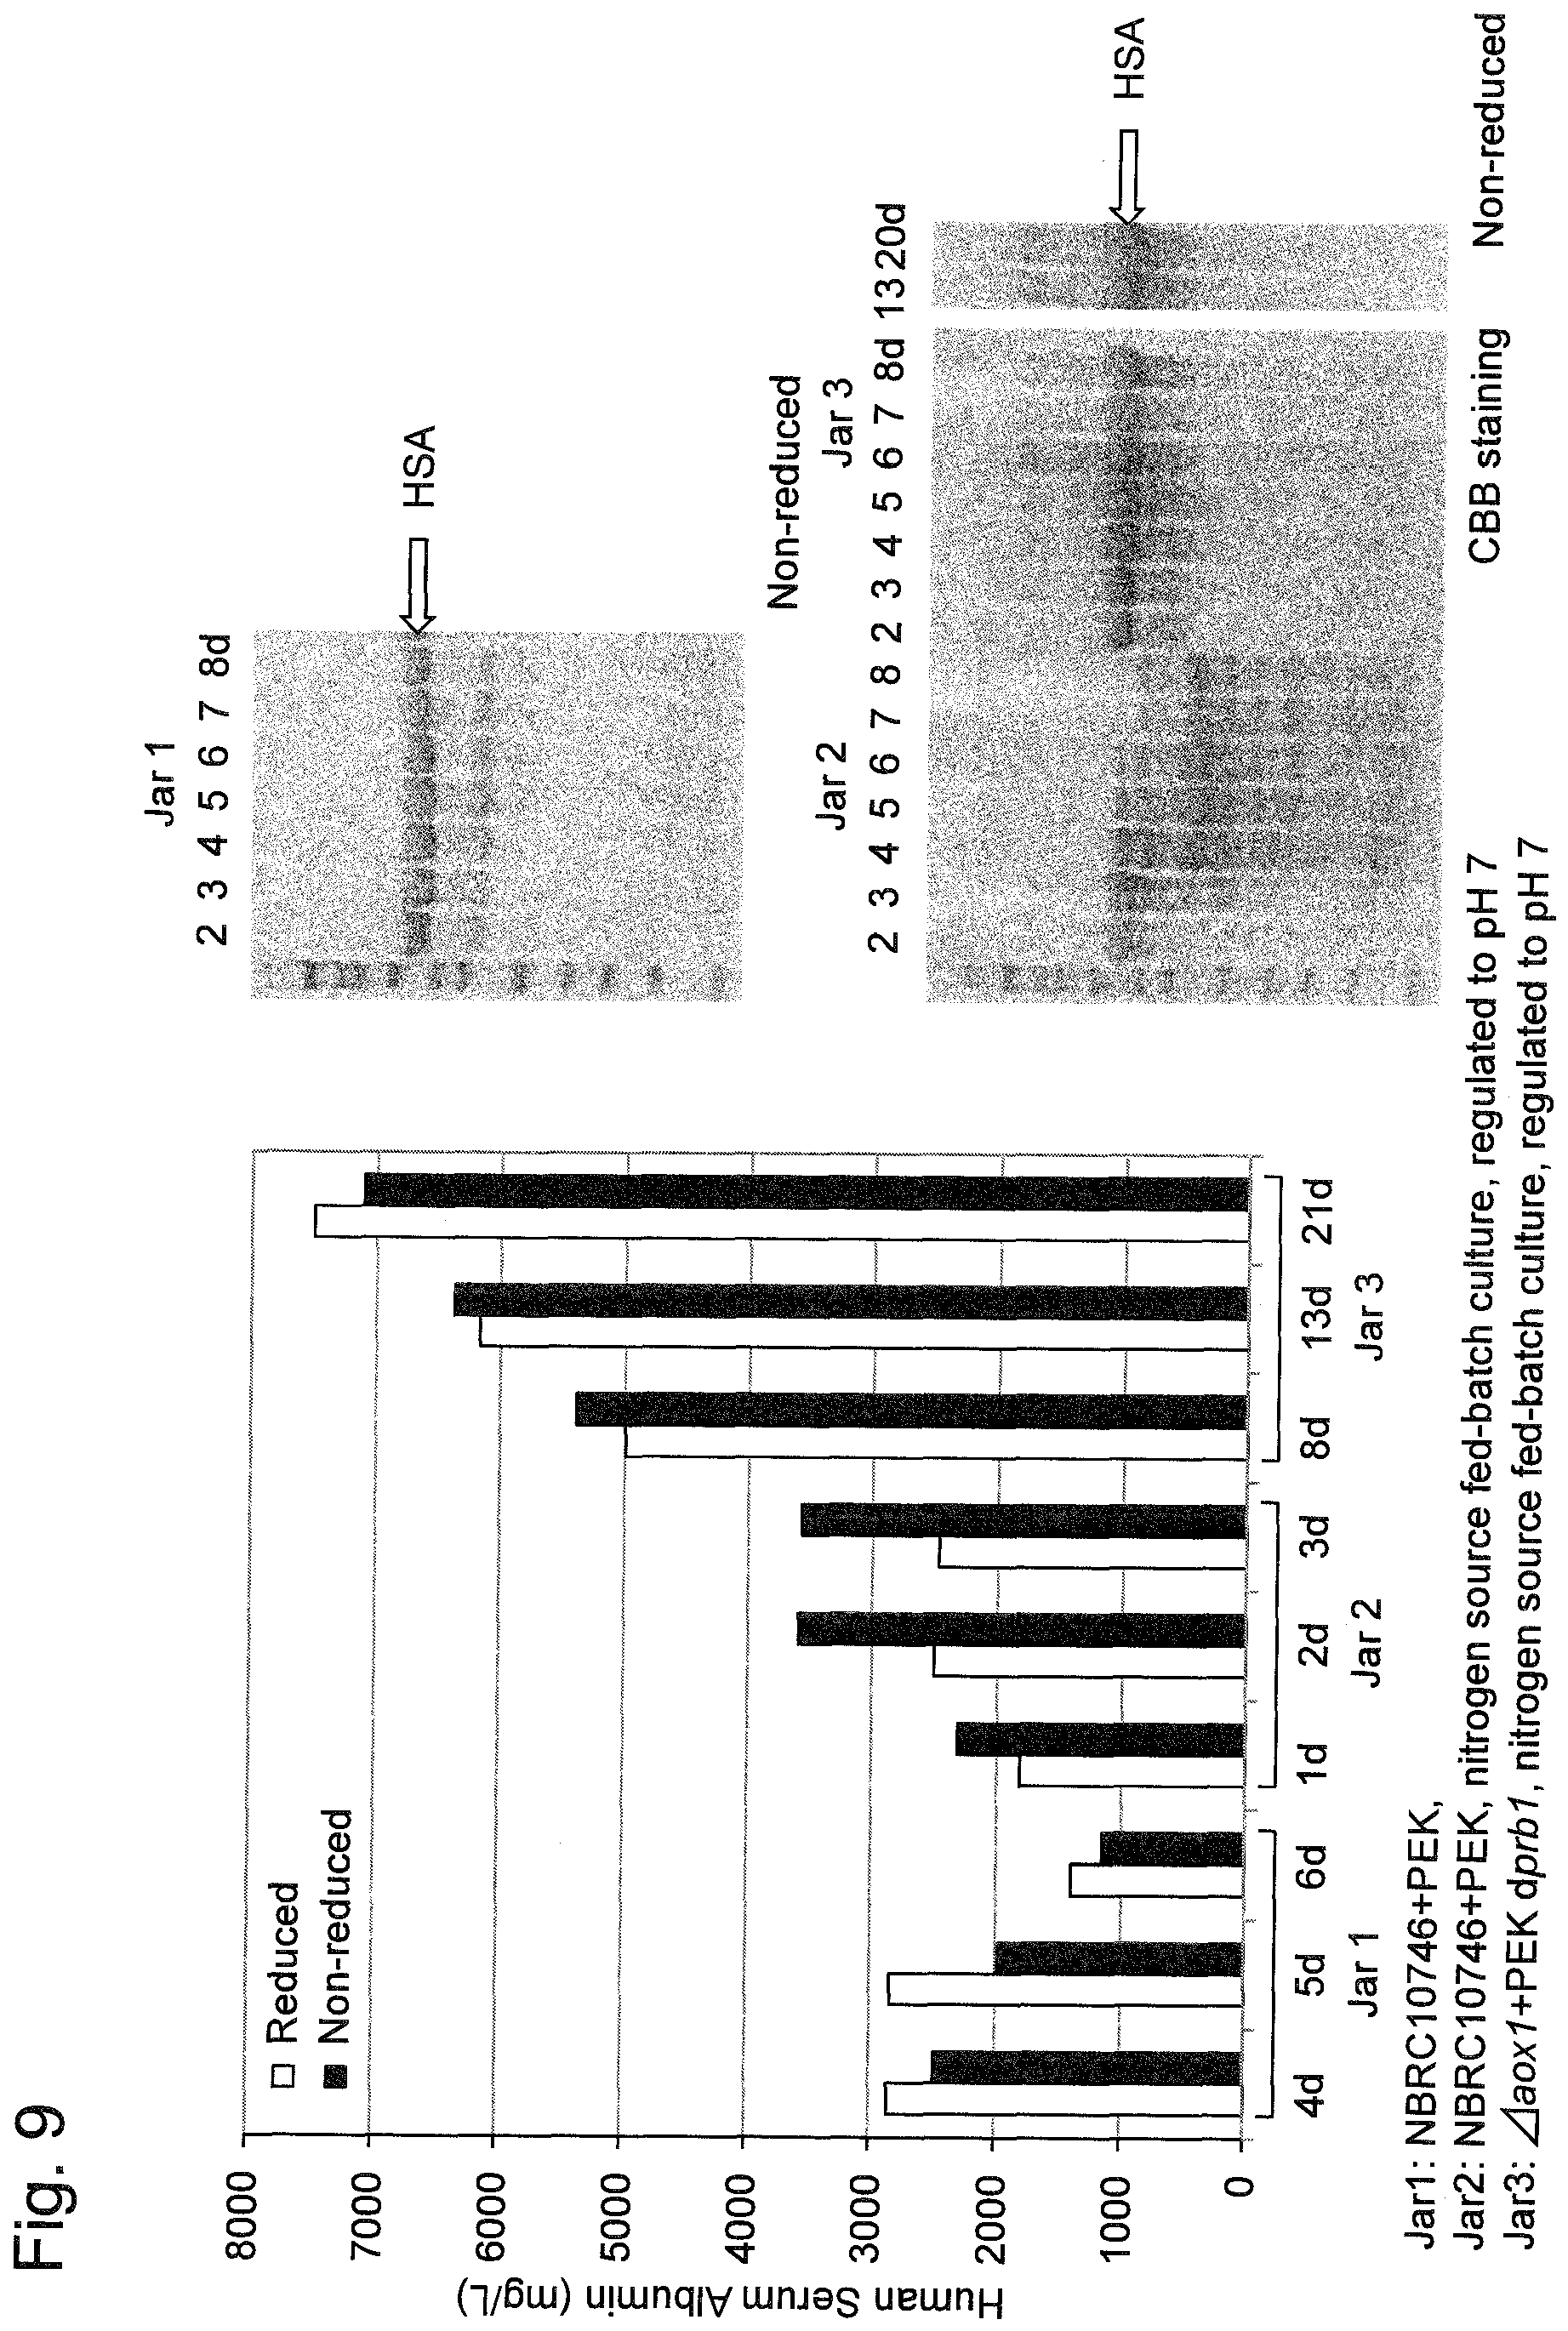 Fig. 9
Human Serum Albumin (mg/L)
8000
7000
6000
5000
4000
3000
2000
1000
0
Reduced
Non-reduced
4d 5d 6d 1d 2d 3d 8d 13d 21d
Jar 1 Jar 2 Jar 3
Jar 1
2 3 4 5 6 7 8d
HSA
Non-reduced
Jar 2 Jar 3
2 3 4 5 6 7 8 2 3 4 5 6 7 8d 13 20d
HSA
CBB staining Non-reduced
Jar1: NBRC10746+PEK,
Jar2: NBRC10746+PEK, nitrogen source fed-batch culture, regulated to pH 7
Jar3: ⊿aox1+PEK dprb1, nitrogen source fed-batch culture, regulated to pH 7